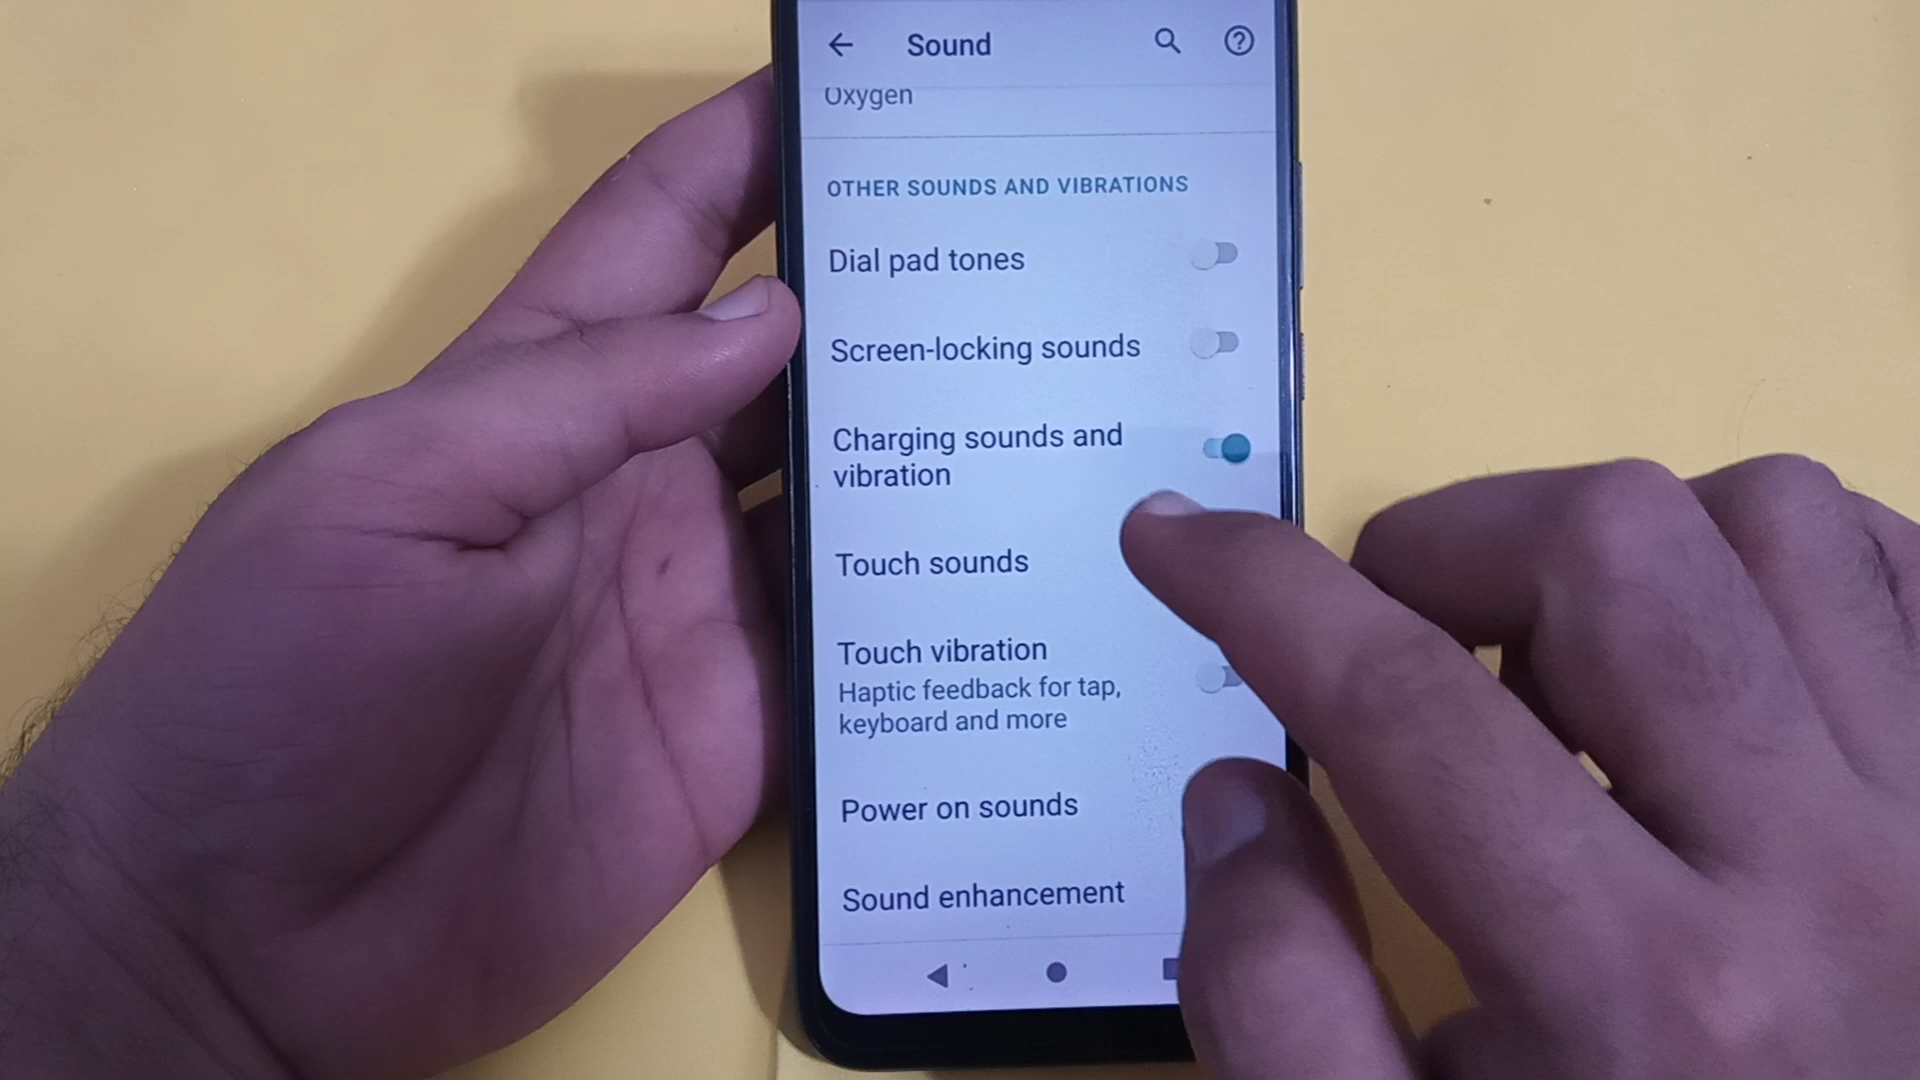 Sound
Oxygen
OTHER SOUNDS AND VIBRATIONS
Dial pad tones
Screen-locking sounds
Charging sounds and
vibration
Touch sounds
Touch vibration
Haptic feedback for tap,
keyboard and more
Power on sounds
Sound enhancement